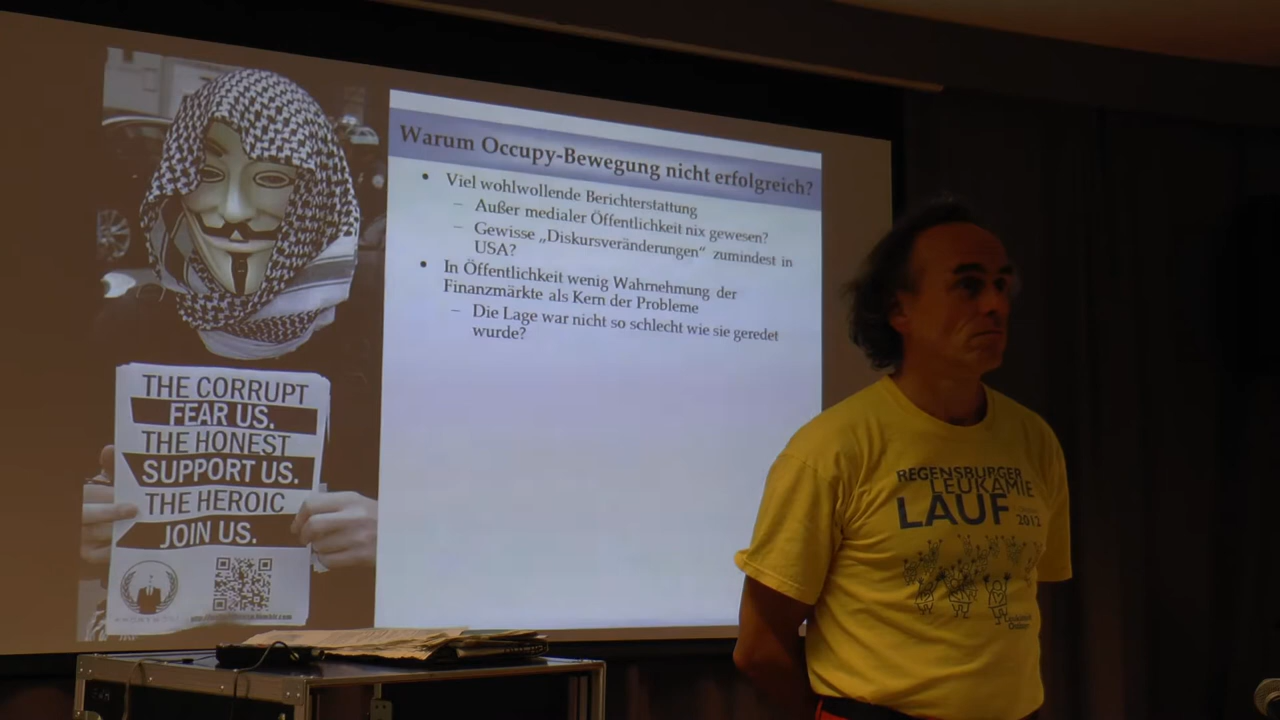 Warum Occupy-Bewegung nicht erfolgreich?
• Viel wohlwollende Berichterstattung
– Außer medialer Öffentlichkeit nix gewesen?
– Gewisse „Diskursveränderungen“ zumindest in
USA?
• In Öffentlichkeit wenig Wahrnehmung der
Finanzmärkte als Kern der Probleme
– Die Lage war nicht so schlecht wie sie geredet
wurde?
THE CORRUPT
FEAR US.
THE HONEST
SUPPORT US.
THE HEROIC
JOIN US.
REGENSBURGER
LEUKÄMIE
LAUF
2012